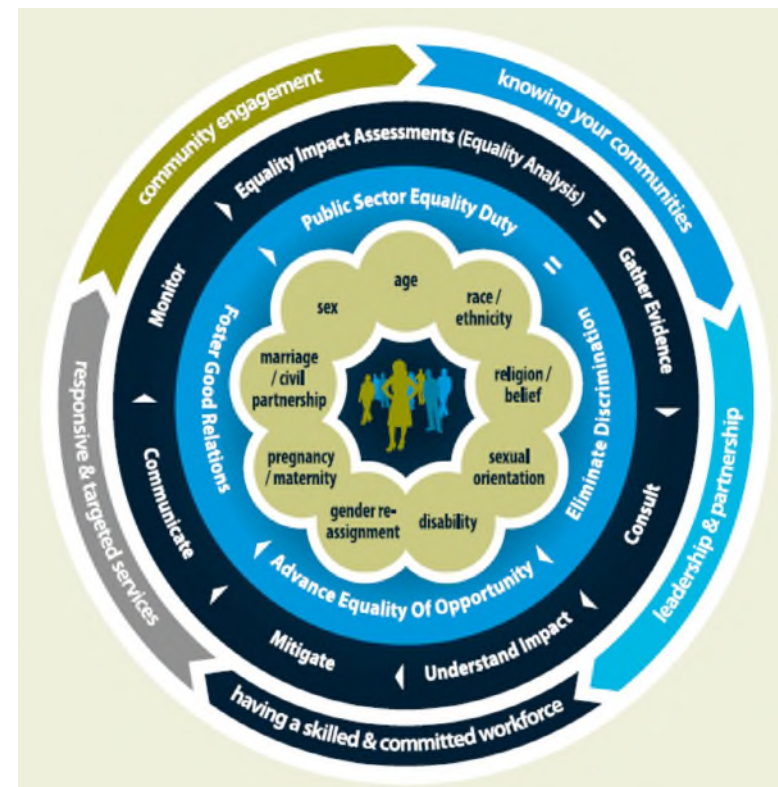 community engagement
knowing your communities
leadership & partnership
having a skilled & committed workforce
responsive & targeted services
Equality Impact Assessments (Equality Analysis) =
Gather Evidence
Consult
Understand Impact
Mitigate
Communicate
Monitor
Public Sector Equality Duty =
Eliminate Discrimination
Advance Equality Of Opportunity
Foster Good Relations
age
race /
ethnicity
religion /
belief
sexual
orientation
disability
gender re-
assignment
pregnancy
/ maternity
marriage
/ civil
partnership
sex